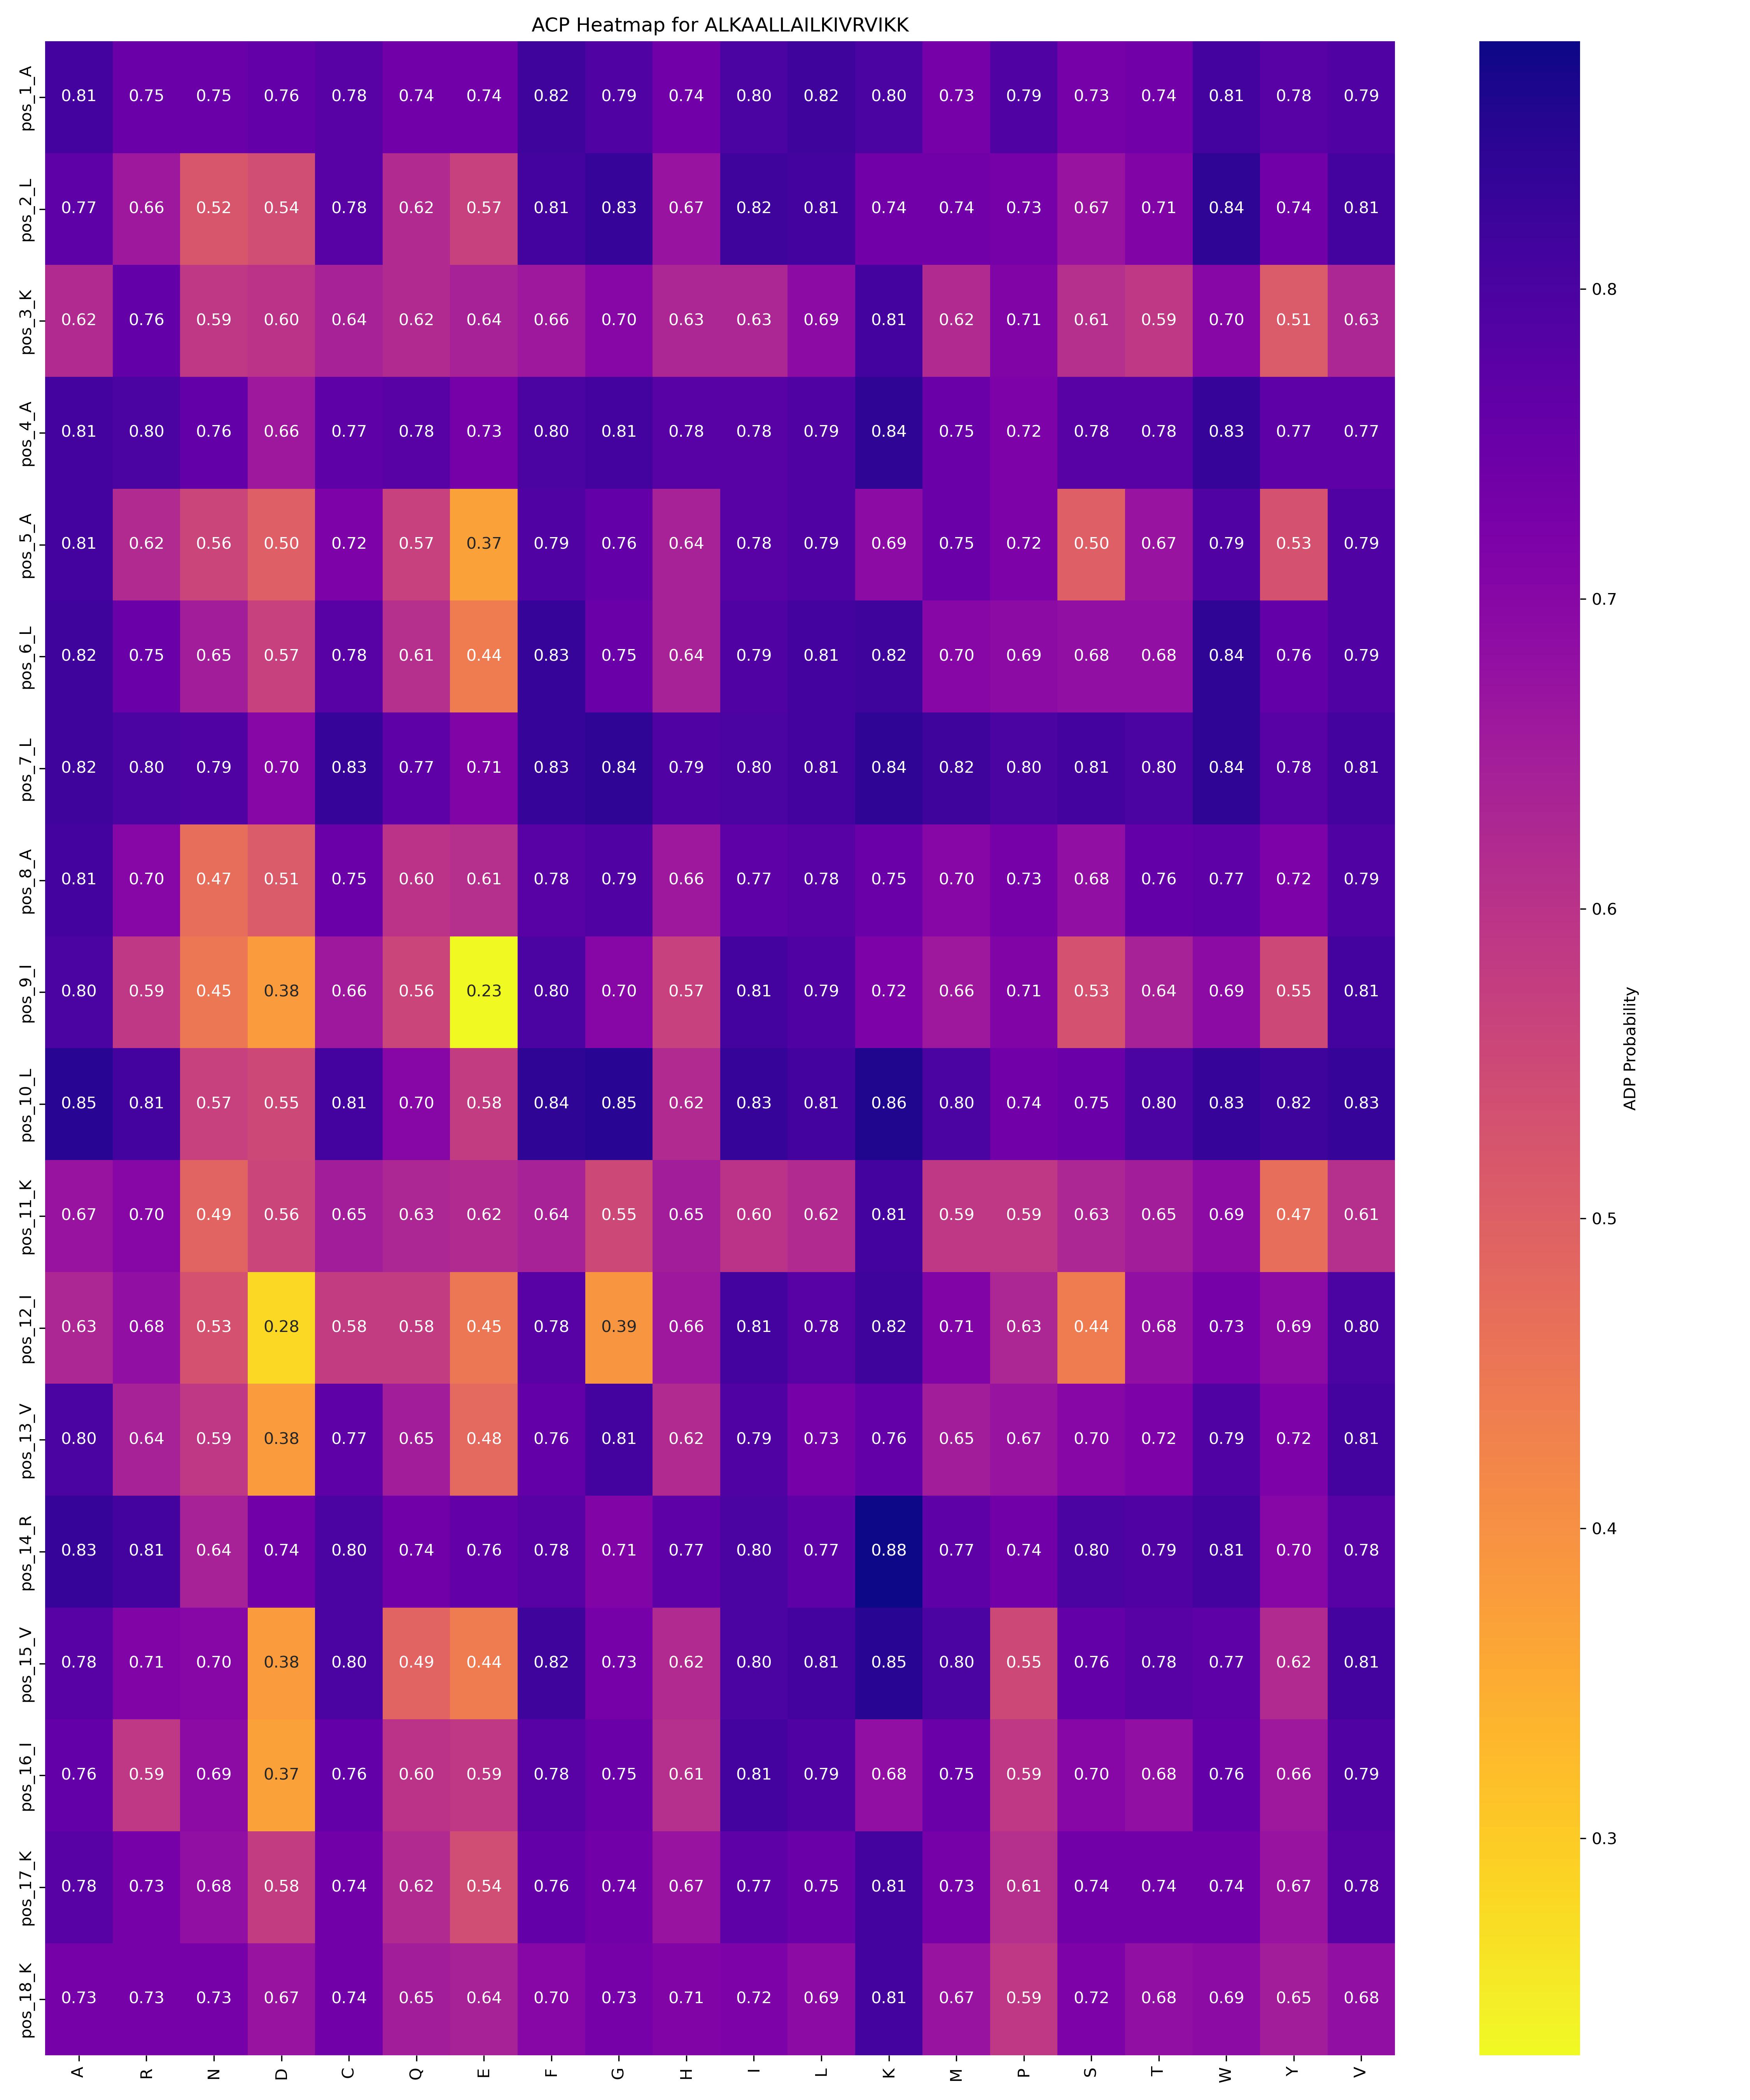 ACP Heatmap for ALKAALLAILKIVRVIKK
pos_1_A 0.81 0.75 0.75 0.76 0.78 0.74 0.74 0.82 0.79 0.74 0.80 0.82 0.80 0.73 0.79 0.73 0.74 0.81 0.78 0.79
pos_2_L 0.77 0.66 0.52 0.54 0.78 0.62 0.57 0.81 0.83 0.67 0.82 0.81 0.74 0.74 0.73 0.67 0.71 0.84 0.74 0.81
pos_3_K 0.62 0.76 0.59 0.60 0.64 0.62 0.64 0.66 0.70 0.63 0.63 0.69 0.81 0.62 0.71 0.61 0.59 0.70 0.51 0.63
pos_4_A 0.81 0.80 0.76 0.66 0.77 0.78 0.73 0.80 0.81 0.78 0.78 0.79 0.84 0.75 0.72 0.78 0.78 0.83 0.77 0.77
pos_5_A 0.81 0.62 0.56 0.50 0.72 0.57 0.37 0.79 0.76 0.64 0.78 0.79 0.69 0.75 0.72 0.50 0.67 0.79 0.53 0.79
pos_6_L 0.82 0.75 0.65 0.57 0.78 0.61 0.44 0.83 0.75 0.64 0.79 0.81 0.82 0.70 0.69 0.68 0.68 0.84 0.76 0.79
pos_7_L 0.82 0.80 0.79 0.70 0.83 0.77 0.71 0.83 0.84 0.79 0.80 0.81 0.84 0.82 0.80 0.81 0.80 0.84 0.78 0.81
pos_8_A 0.81 0.70 0.47 0.51 0.75 0.60 0.61 0.78 0.79 0.66 0.77 0.78 0.75 0.70 0.73 0.68 0.76 0.77 0.72 0.79
pos_9_I 0.80 0.59 0.45 0.38 0.66 0.56 0.23 0.80 0.70 0.57 0.81 0.79 0.72 0.66 0.71 0.53 0.64 0.69 0.55 0.81
pos_10_L 0.85 0.81 0.57 0.55 0.81 0.70 0.58 0.84 0.85 0.62 0.83 0.81 0.86 0.80 0.74 0.75 0.80 0.83 0.82 0.83
pos_11_K 0.67 0.70 0.49 0.56 0.65 0.63 0.62 0.64 0.55 0.65 0.60 0.62 0.81 0.59 0.59 0.63 0.65 0.69 0.47 0.61
pos_12_I 0.63 0.68 0.53 0.28 0.58 0.58 0.45 0.78 0.39 0.66 0.81 0.78 0.82 0.71 0.63 0.44 0.68 0.73 0.69 0.80
pos_13_V 0.80 0.64 0.59 0.38 0.77 0.65 0.48 0.76 0.81 0.62 0.79 0.73 0.76 0.65 0.67 0.70 0.72 0.79 0.72 0.81
pos_14_R 0.83 0.81 0.64 0.74 0.80 0.74 0.76 0.78 0.71 0.77 0.80 0.77 0.88 0.77 0.74 0.80 0.79 0.81 0.70 0.78
pos_15_V 0.78 0.71 0.70 0.38 0.80 0.49 0.44 0.82 0.73 0.62 0.80 0.81 0.85 0.80 0.55 0.76 0.78 0.77 0.62 0.81
pos_16_I 0.76 0.59 0.69 0.37 0.76 0.60 0.59 0.78 0.75 0.61 0.81 0.79 0.68 0.75 0.59 0.70 0.68 0.76 0.66 0.79
pos_17_K 0.78 0.73 0.68 0.58 0.74 0.62 0.54 0.76 0.74 0.67 0.77 0.75 0.81 0.73 0.61 0.74 0.74 0.74 0.67 0.78
pos_18_K 0.73 0.73 0.73 0.67 0.74 0.65 0.64 0.70 0.73 0.71 0.72 0.69 0.81 0.67 0.59 0.72 0.68 0.69 0.65 0.68
A R N D C Q E F G H I L K M P S T W Y V
0.8
0.7
0.6
0.5
0.4
0.3
ADP Probability